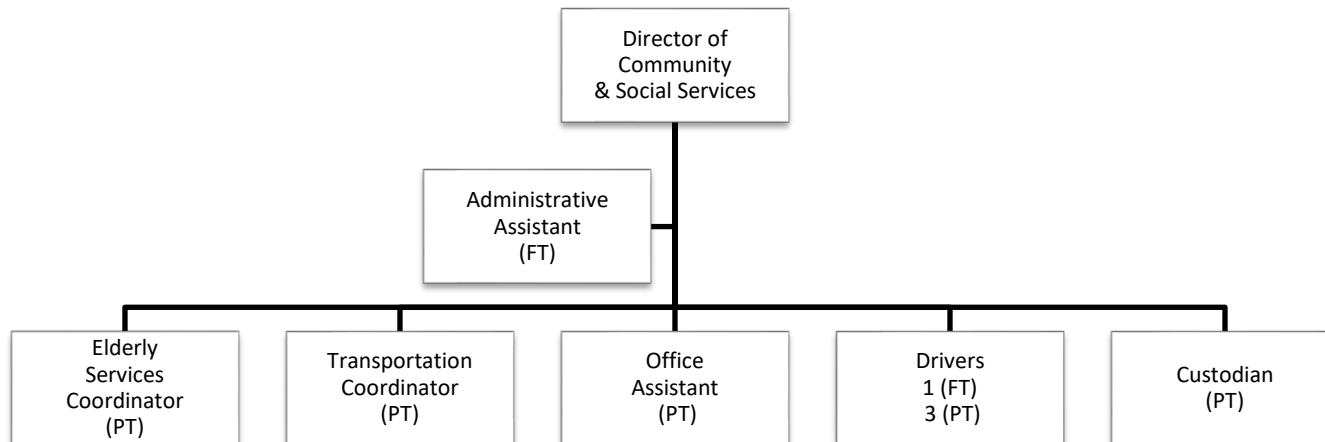 Director of
Community
& Social Services
Administrative
Assistant
(FT)
Elderly
Services
Coordinator
(PT)
Transportation
Coordinator
(PT)
Office
Assistant
(PT)
Drivers
1 (FT)
3 (PT)
Custodian
(PT)